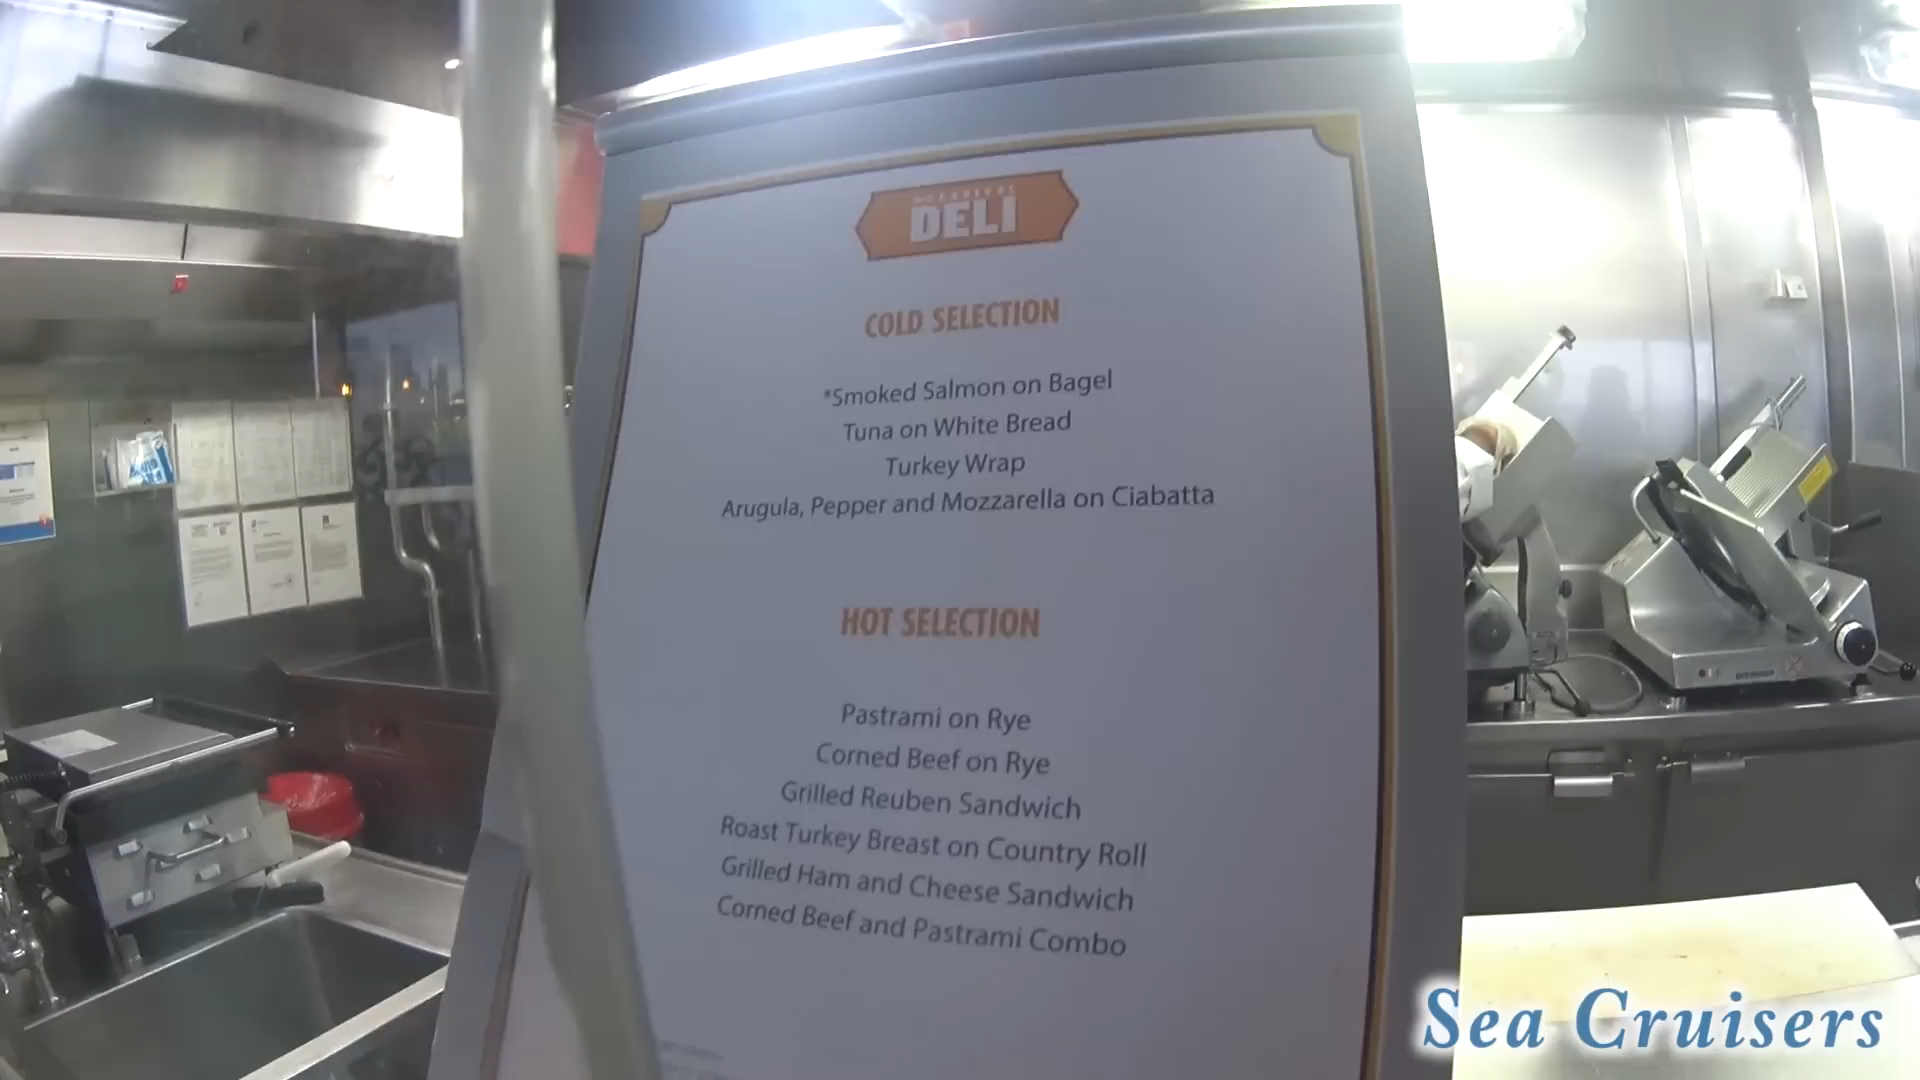 CARNIVAL
DELI
COLD SELECTION
*Smoked Salmon on Bagel
Tuna on White Bread
Turkey Wrap
Arugula, Pepper and Mozzarella on Ciabatta
HOT SELECTION
Pastrami on Rye
Corned Beef on Rye
Grilled Reuben Sandwich
Roast Turkey Breast on Country Roll
Grilled Ham and Cheese Sandwich
Corned Beef and Pastrami Combo
Sea Cruisers